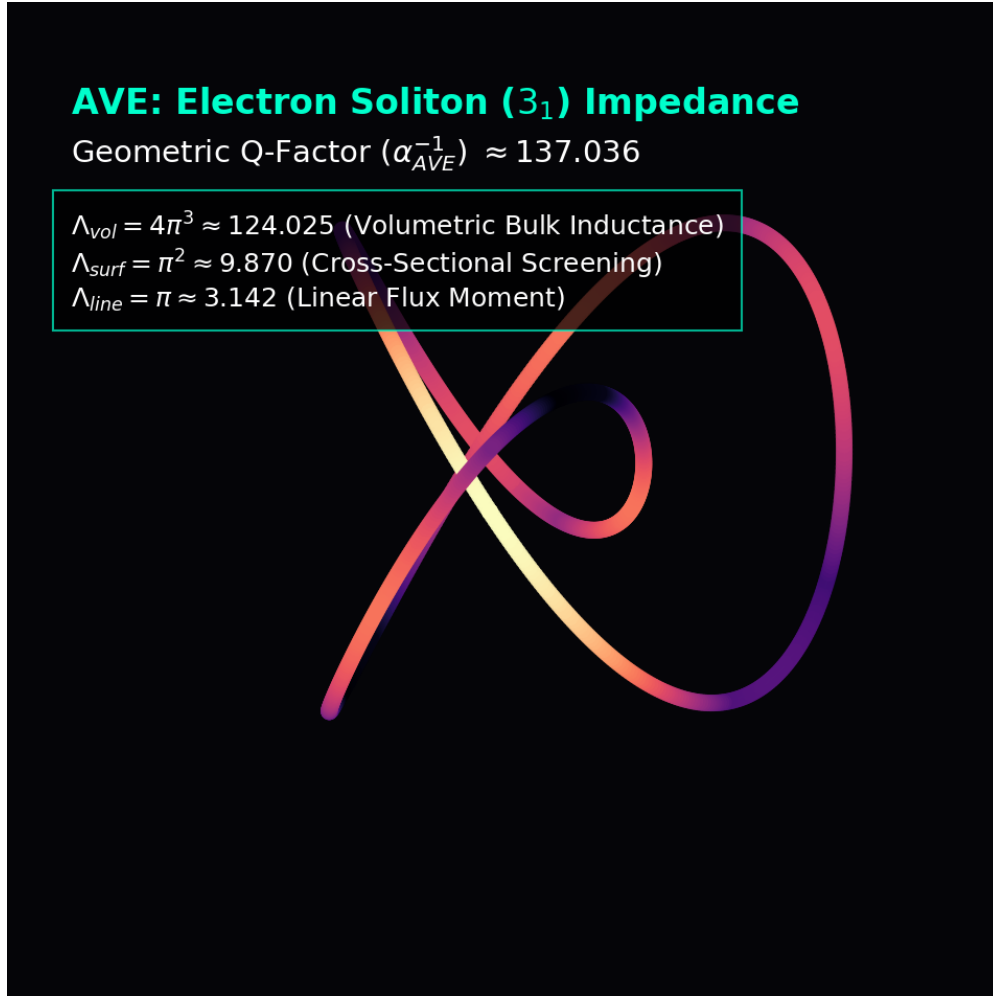 AVE: Electron Soliton (3₁) Impedance
Geometric Q-Factor (α⁻¹_AVE) ≈ 137.036
Λ_vol = 4π³ ≈ 124.025 (Volumetric Bulk Inductance)
Λ_surf = π² ≈ 9.870 (Cross-Sectional Screening)
Λ_line = π ≈ 3.142 (Linear Flux Moment)